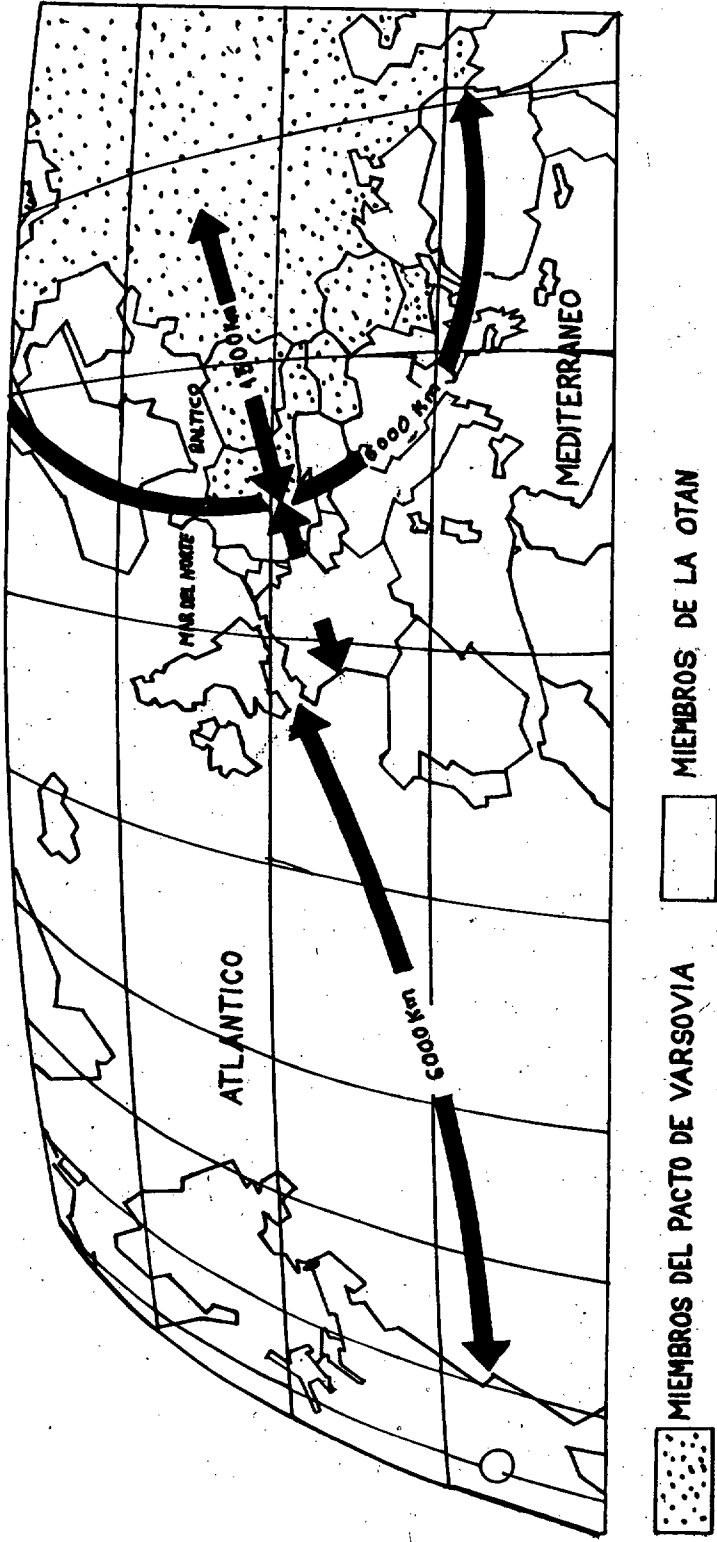 MAR DEL NORTE
BALTICO
1500 Km
6000 Km
MEDITERRANEO
ATLANTICO
6000 Km
MIEMBROS DEL PACTO DE VARSOVIA
MIEMBROS DE LA OTAN